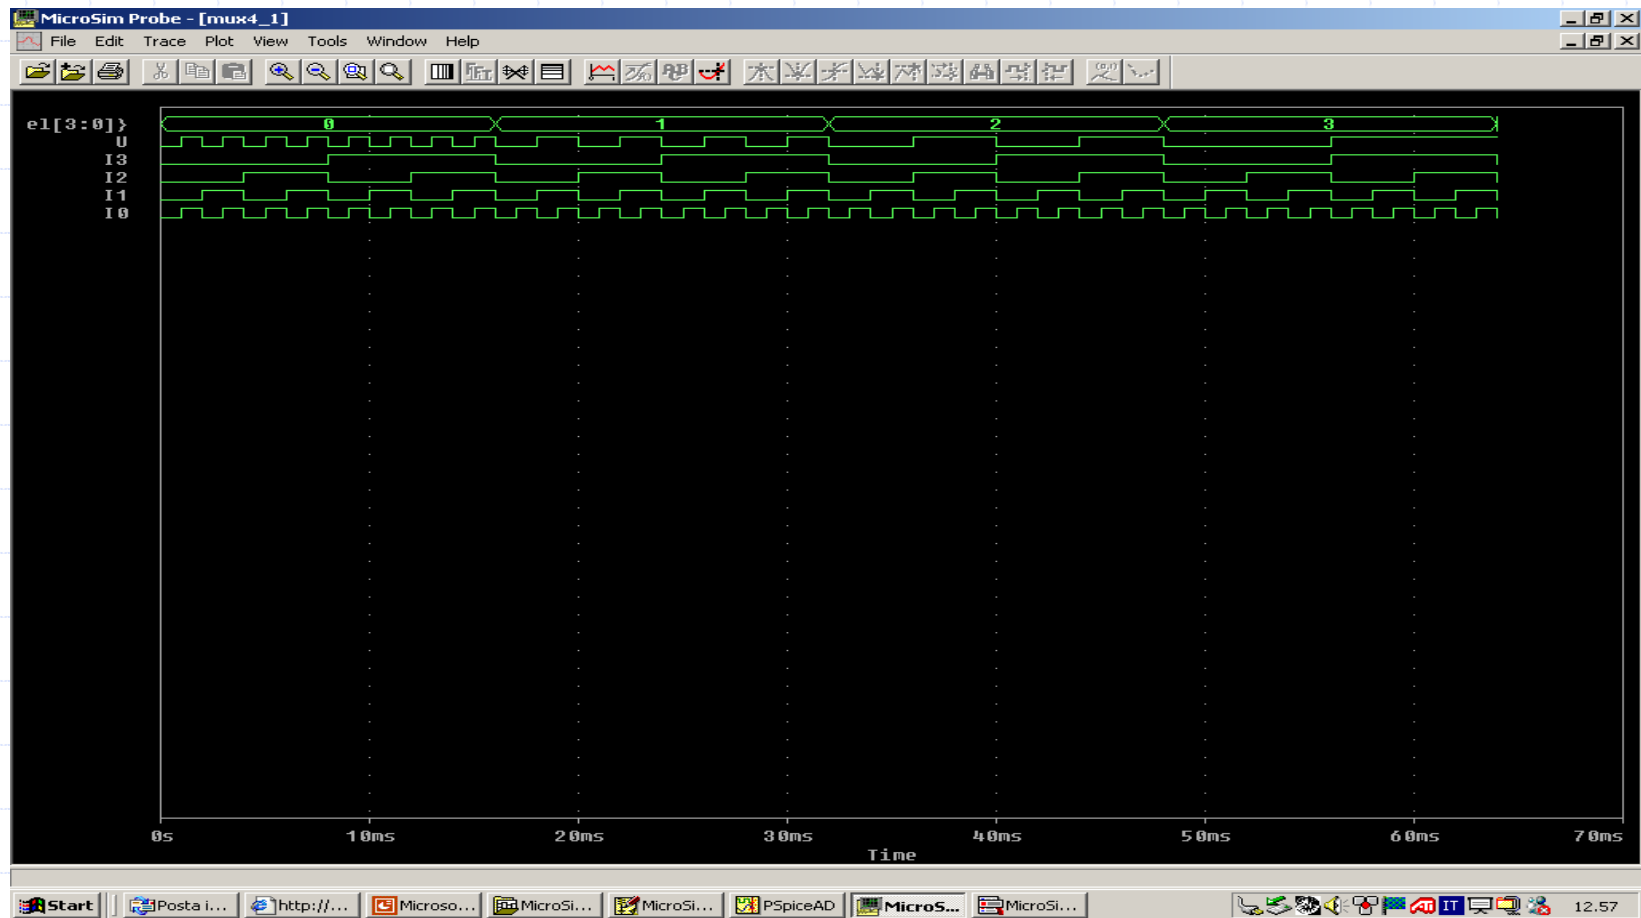 MicroSim Probe - [mux4_1]
File Edit Trace Plot View Tools Window Help
el[3:0]} 0 1 2 3
U
I3
I2
I1
I0
0s 10ms 20ms 30ms 40ms 50ms 60ms 70ms
Time
Start Posta i... http://... Microso... MicroSi... MicroSi... PSpiceAD MicroS... MicroSi... IT 12.57